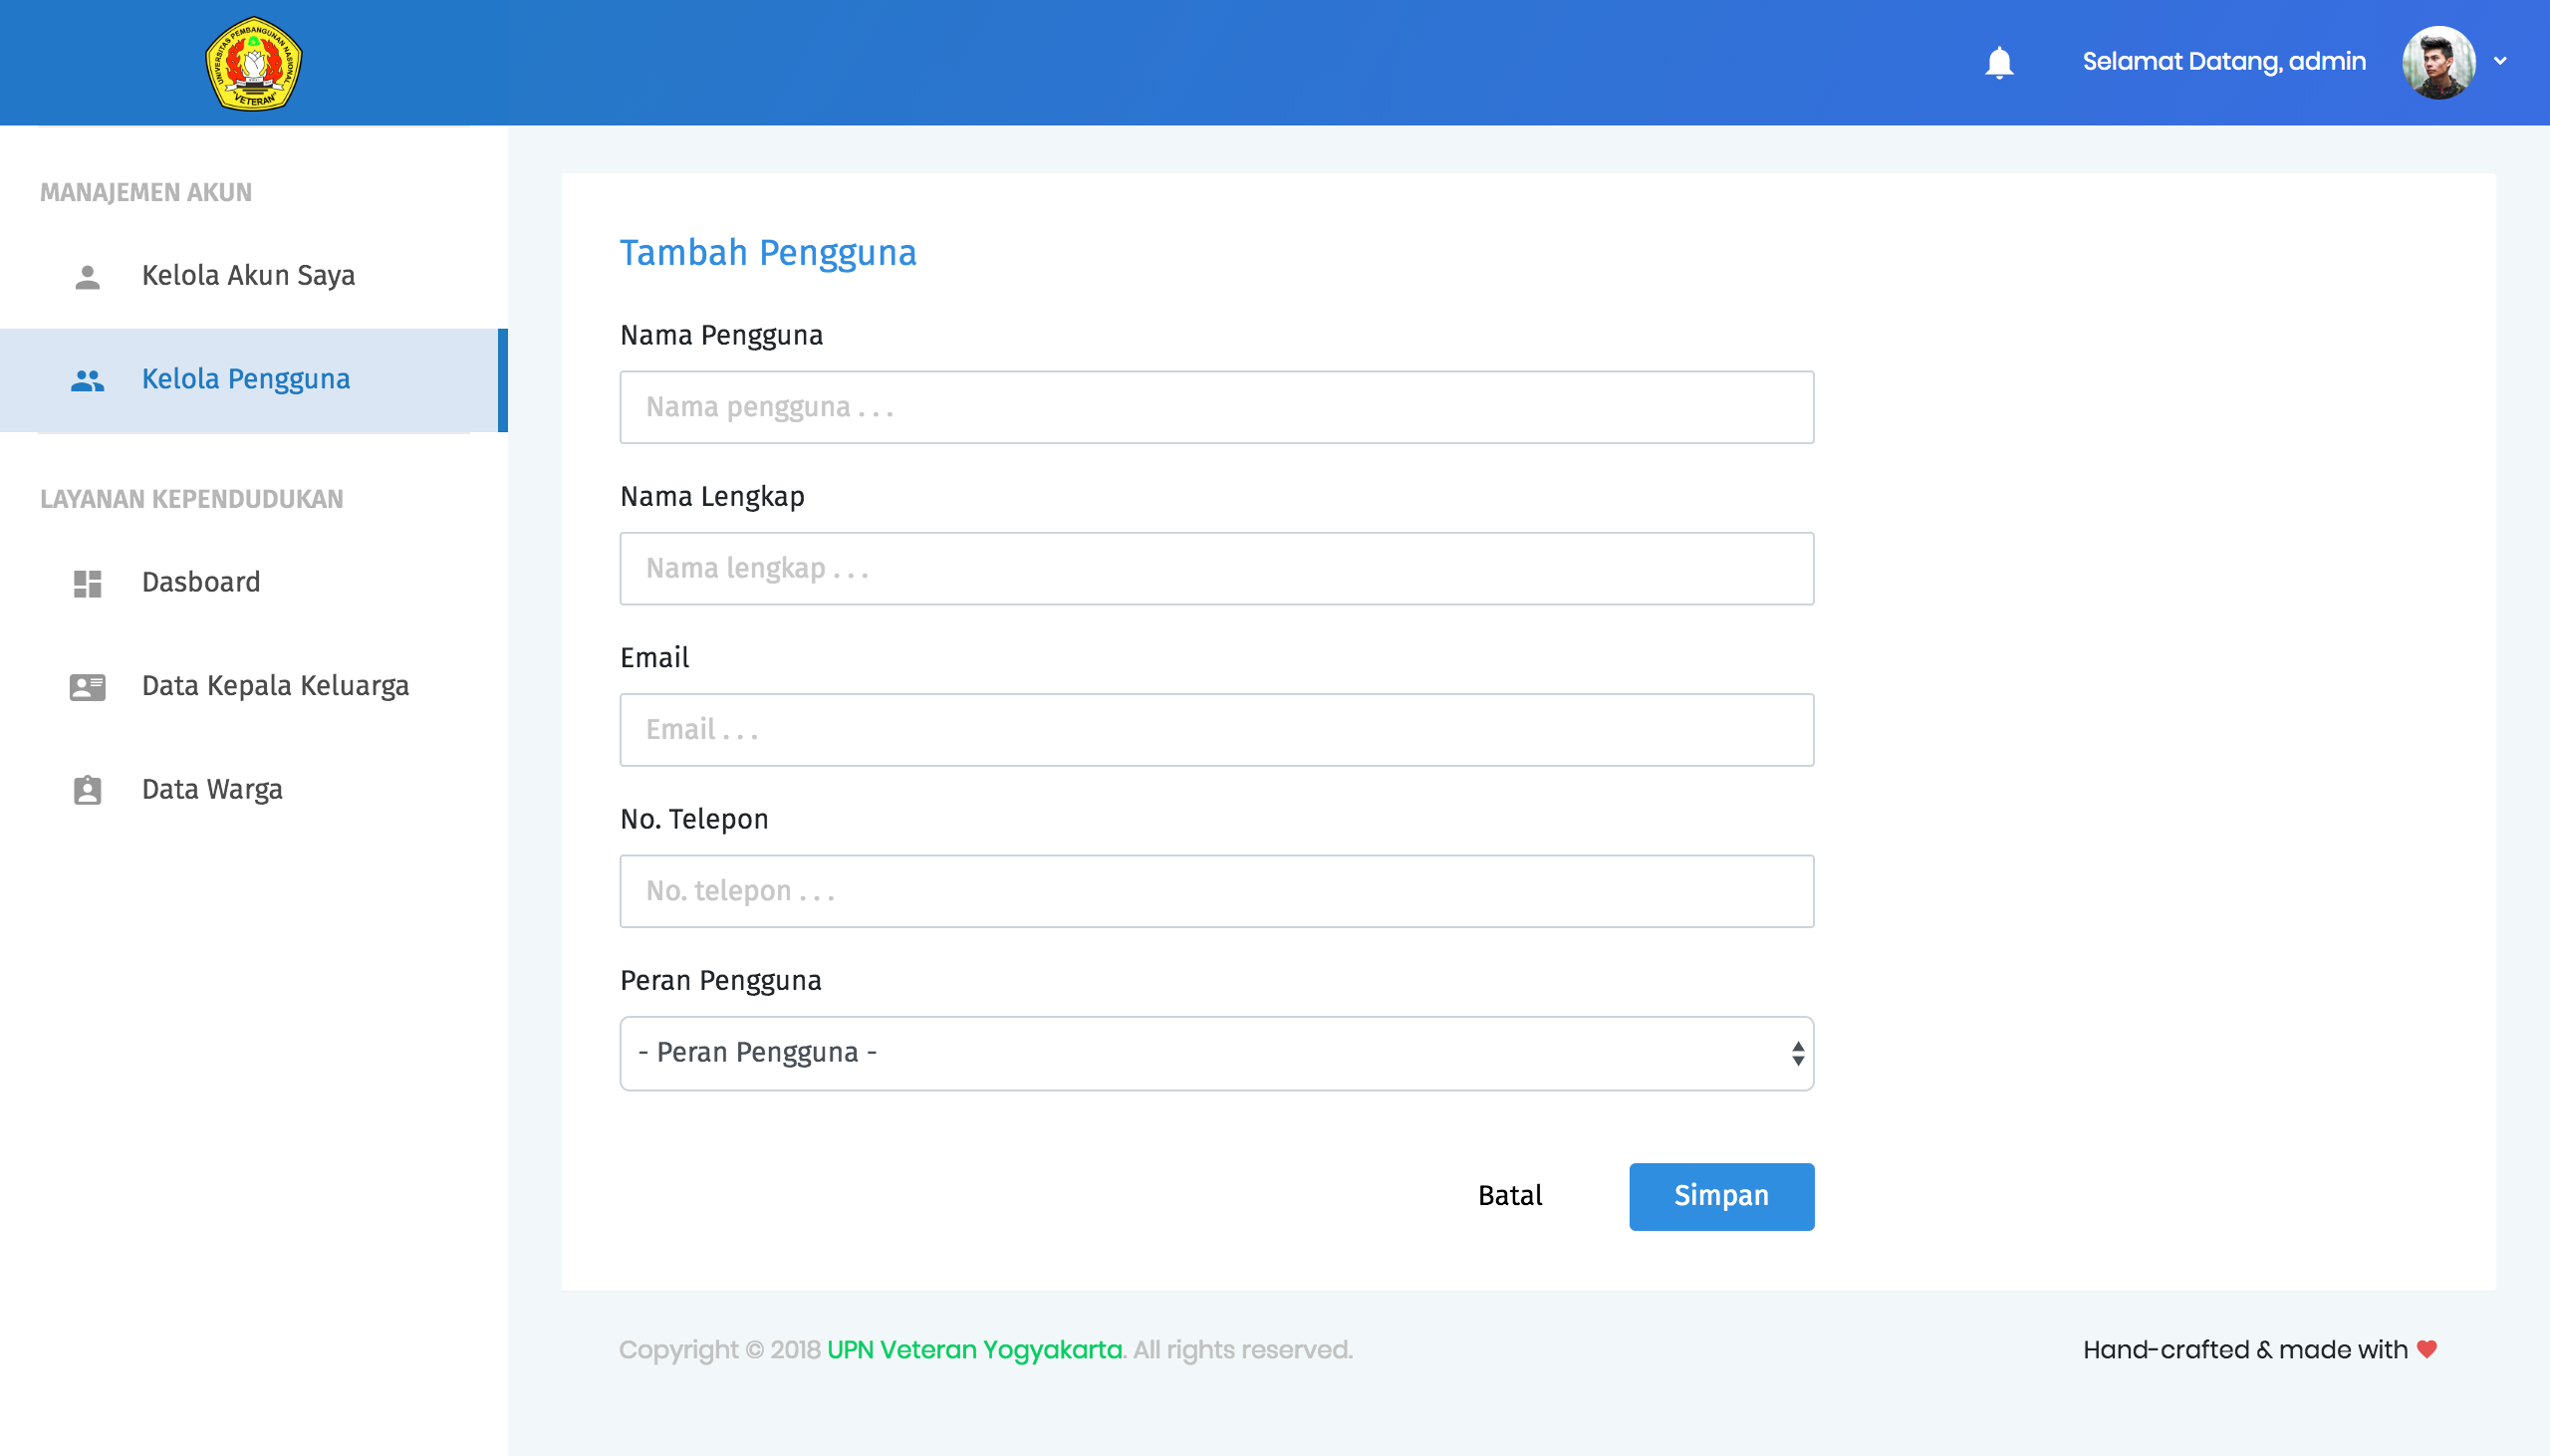 UNIVERSITAS PEMBANGUNAN NASIONAL
"VETERAN"
Selamat Datang, admin
MANAJEMEN AKUN
Kelola Akun Saya
Kelola Pengguna
LAYANAN KEPENDUDUKAN
Dasboard
Data Kepala Keluarga
Data Warga
Tambah Pengguna
Nama Pengguna
Nama pengguna . . .
Nama Lengkap
Nama lengkap . . .
Email
Email . . .
No. Telepon
No. telepon . . .
Peran Pengguna
- Peran Pengguna -
Batal
Simpan
Copyright © 2018 UPN Veteran Yogyakarta. All rights reserved.
Hand-crafted & made with